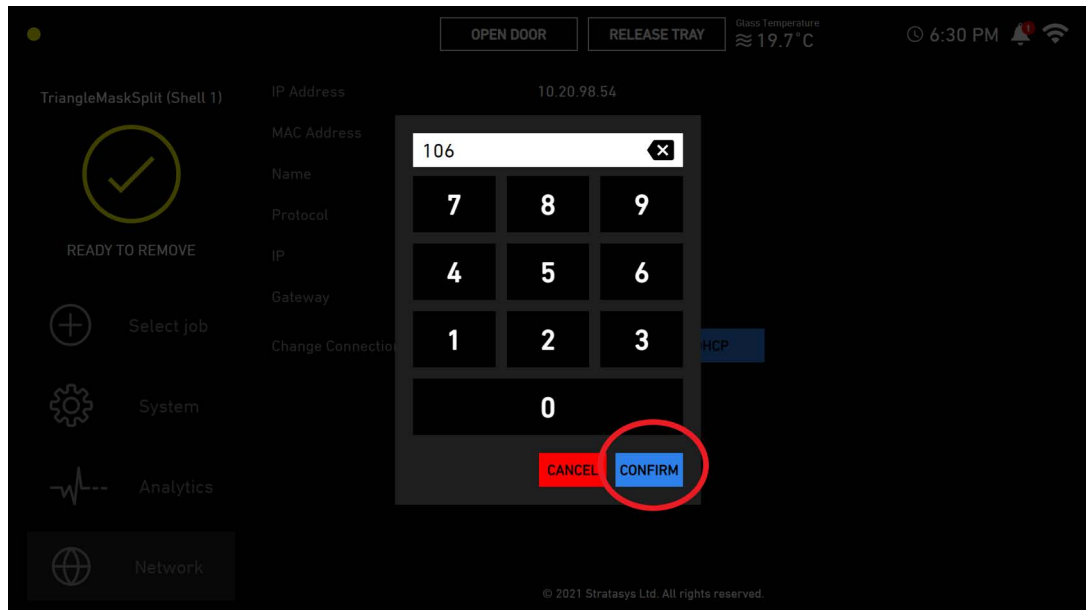 OPEN DOOR
RELEASE TRAY
Glass Temperature
19.7°C
6:30 PM
1
TriangleMaskSplit (Shell 1)
READY TO REMOVE
Select job
System
Analytics
Network
IP Address 10.20.98.54
MAC Address
Name
Protocol
IP
Gateway
Change Connectio
HCP
106
7 8 9
4 5 6
1 2 3
0
CANCEL CONFIRM
© 2021 Stratasys Ltd. All rights reserved.